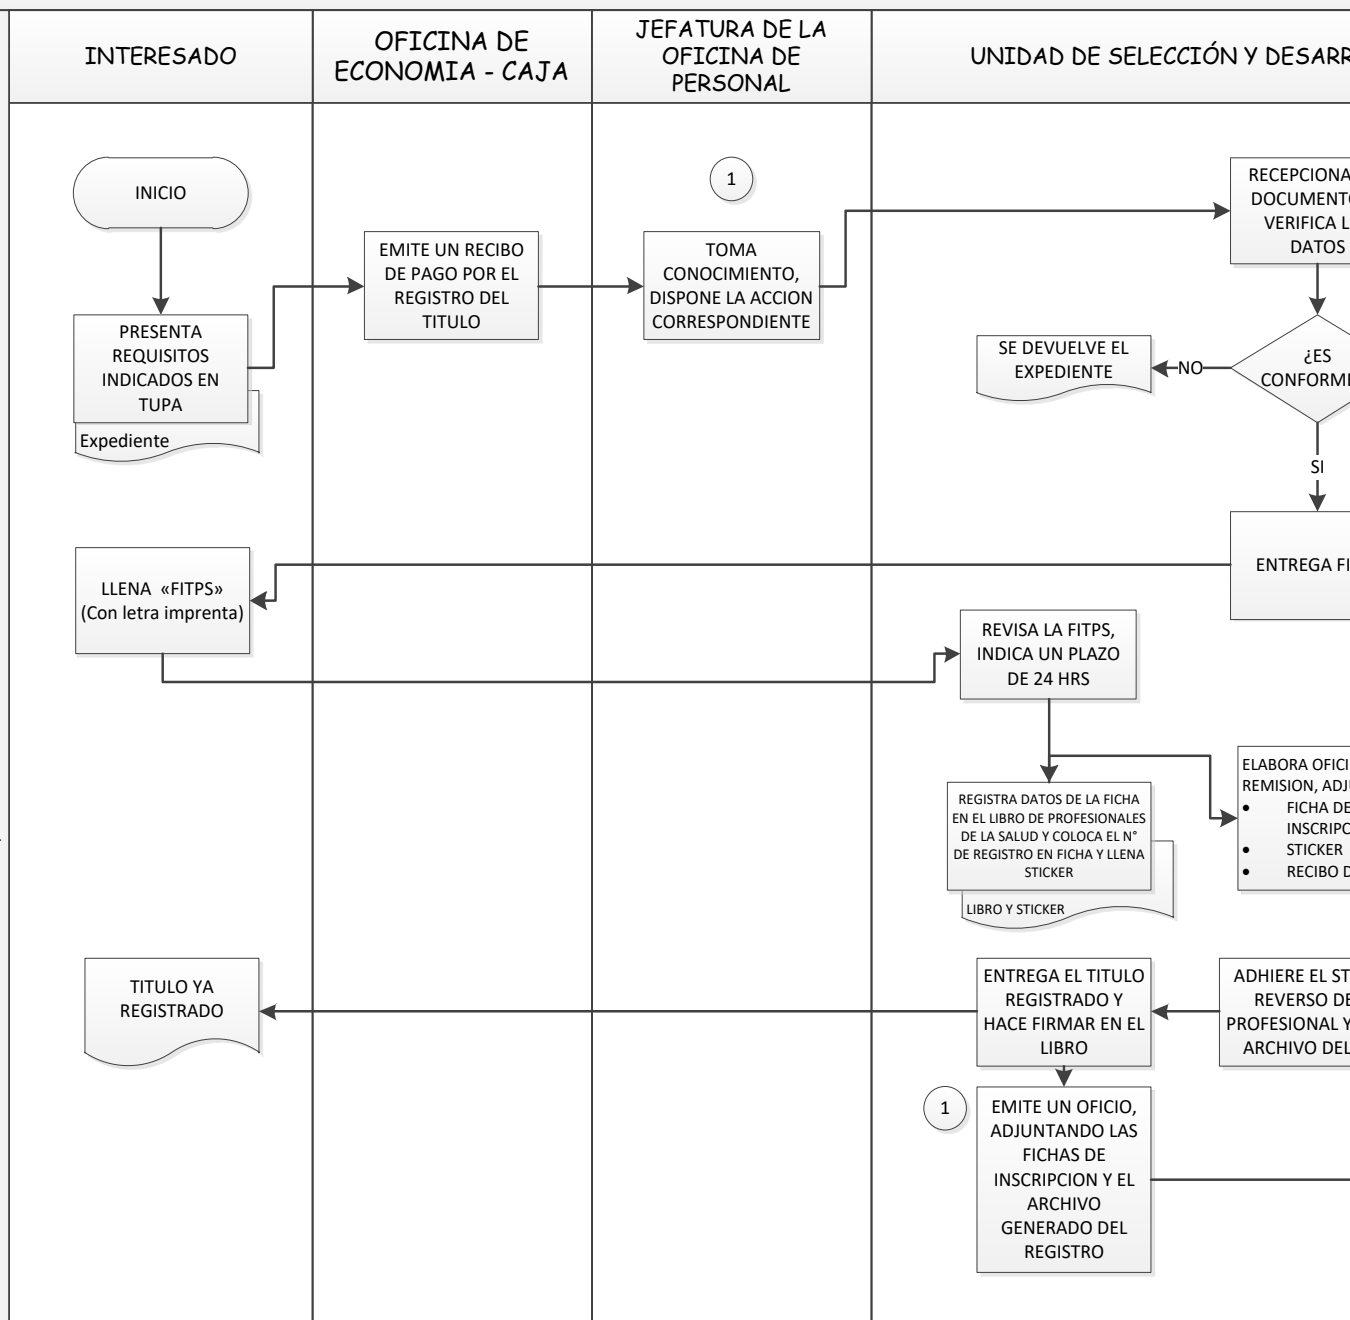 INTERESADO
OFICINA DE
ECONOMIA - CAJA
JEFATURA DE LA
OFICINA DE
PERSONAL
UNIDAD DE SELECCIÓN Y DESARR
INICIO
1
RECEPCIONA
DOCUMENTO
VERIFICA L
DATOS
EMITE UN RECIBO
DE PAGO POR EL
REGISTRO DEL
TITULO
TOMA
CONOCIMIENTO,
DISPONE LA ACCION
CORRESPONDIENTE
PRESENTA
REQUISITOS
INDICADOS EN
TUPA
Expediente
SE DEVUELVE EL
EXPEDIENTE
NO
¿ES
CONFORME
SI
LLENA «FITPS»
(Con letra imprenta)
ENTREGA FI
REVISA LA FITPS,
INDICA UN PLAZO
DE 24 HRS
REGISTRA DATOS DE LA FICHA
EN EL LIBRO DE PROFESIONALES
DE LA SALUD Y COLOCA EL N°
DE REGISTRO EN FICHA Y LLENA
STICKER
LIBRO Y STICKER
ELABORA OFICI
REMISION, ADJU
• FICHA DE
INSCRIPC
• STICKER
• RECIBO D
TITULO YA
REGISTRADO
ENTREGA EL TITULO
REGISTRADO Y
HACE FIRMAR EN EL
LIBRO
ADHIERE EL ST
REVERSO DE
PROFESIONAL Y
ARCHIVO DEL
1
EMITE UN OFICIO,
ADJUNTANDO LAS
FICHAS DE
INSCRIPCION Y EL
ARCHIVO
GENERADO DEL
REGISTRO